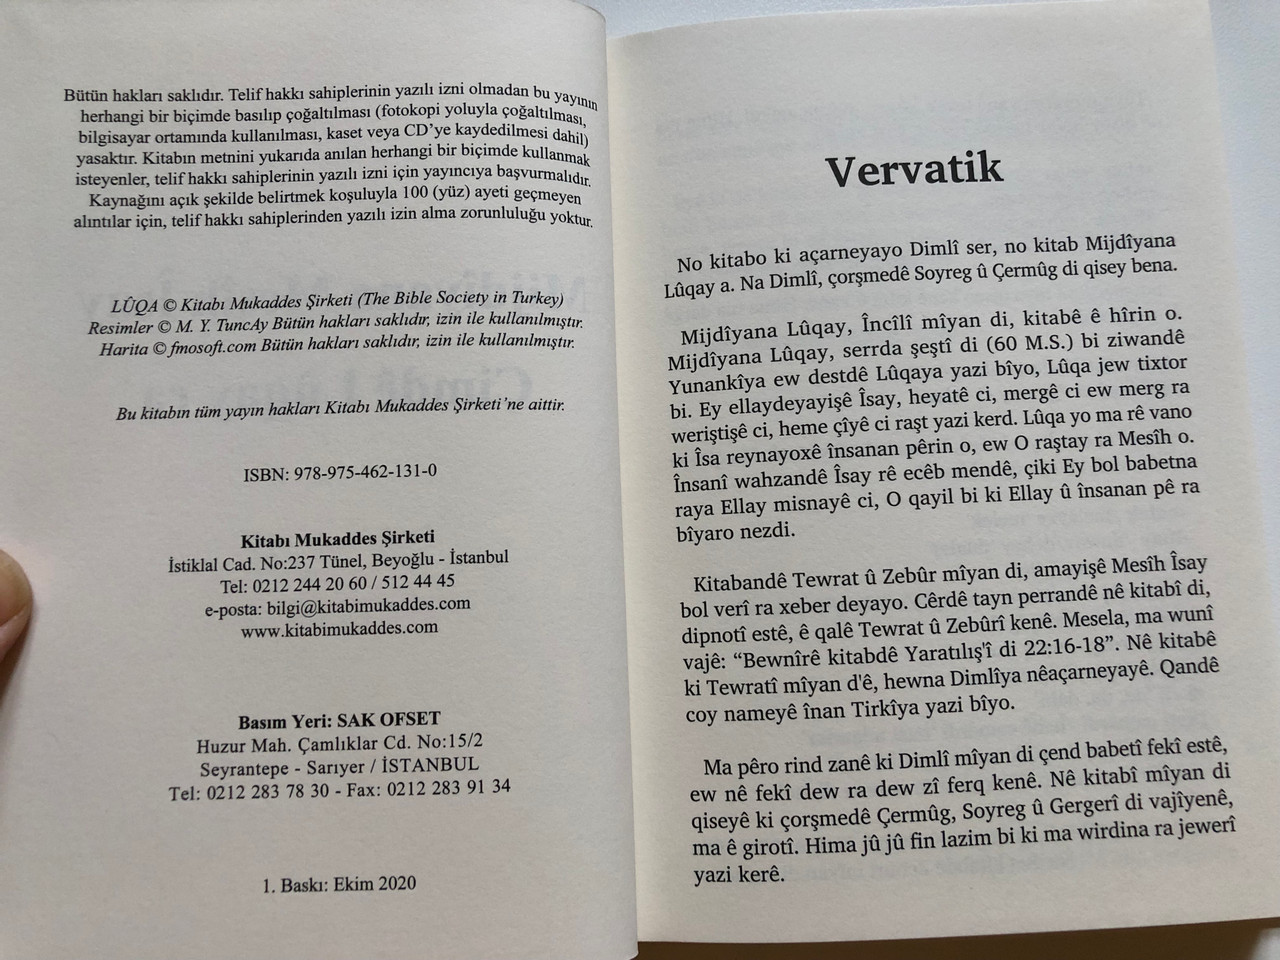 Bütün hakları saklıdır. Telif hakkı sahiplerinin yazılı izni olmadan bu yayının
herhangi bir biçimde basılıp çoğaltılması (fotokopi yoluyla çoğaltılması,
bilgisayar ortamında kullanılması, kaset veya CD’ye kaydedilmesi dahil)
yasaktır. Kitabın metnini yukarıda anılan herhangi bir biçimde kullanmak
isteyenler, telif hakkı sahiplerinin yazılı izni için yayıncıya başvurmalıdır.
Kaynağını açık şekilde belirtmek koşuluyla 100 (yüz) ayeti geçmeyen
alıntılar için, telif hakkı sahiplerinden yazılı izin alma zorunluluğu yoktur.
LÛQA © Kitabı Mukaddes Şirketi (The Bible Society in Turkey)
Resimler © M. Y. TuncAy Bütün hakları saklıdır, izin ile kullanılmıştır.
Harita © fmosoft.com Bütün hakları saklıdır, izin ile kullanılmıştır.
Bu kitabın tüm yayın hakları Kitabı Mukaddes Şirketi’ne aittir.
ISBN: 978-975-462-131-0
Kitabı Mukaddes Şirketi
İstiklal Cad. No:237 Tünel, Beyoğlu - İstanbul
Tel: 0212 244 20 60 / 512 44 45
e-posta: bilgi@kitabimukaddes.com
www.kitabimukaddes.com
Basım Yeri: SAK OFSET
Huzur Mah. Çamlıklar Cd. No:15/2
Seyrantepe - Sarıyer / İSTANBUL
Tel: 0212 283 78 30 - Fax: 0212 283 91 34
1. Baskı: Ekim 2020
Vervatik
No kitabo ki açarneyayo Dimlî ser, no kitab Mijdîyana
Lûqay a. Na Dimlî, çorşmedê Soyreg û Çermûg di qisey bena.
Mijdîyana Lûqay, Încîlî mîyan di, kitabê ê hîrin o.
Mijdîyana Lûqay, serrda şeştî di (60 M.S.) bi ziwandê
Yunankîya ew destdê Lûqaya yazi bîyo, Lûqa jew tixtor
bi. Ey ellaydeyayişê Îsay, heyatê ci, mergê ci ew merg ra
weriştişê ci, heme çîyê ci raşt yazi kerd. Lûqa yo ma rê vano
ki Îsa reynayoxê însanan pêrin o, ew O raştay ra Mesîh o.
Însanî wahzandê Îsay rê ecêb mendê, çiki Ey bol babetna
raya Ellay misnayê ci, O qayil bi ki Ellay û însanan pê ra
bîyaro nezdi.
Kitabandê Tewrat û Zebûr mîyan di, amayişê Mesîh Îsay
bol verî ra xeber deyayo. Cêrdê tayn perrandê nê kitabî di,
dipnotî estê, ê qalê Tewrat û Zebûrî kenê. Mesela, ma wunî
vajê: “Bewnîrê kitabdê Yaratılış'î di 22:16-18”. Nê kitabê
ki Tewratî mîyan d'ê, hewna Dimlîya nêaçarneyayê. Qandê
coy nameyê înan Tirkîya yazi bîyo.
Ma pêro rind zanê ki Dimlî mîyan di çend babetî fekî estê,
ew nê fekî dew ra dew zî ferq kenê. Nê kitabî mîyan di
qiseyê ki çorşmedê Çermûg, Soyreg û Gergerî di vajîyenê,
ma ê girotî. Hima jû jû fin lazim bi ki ma wirdina ra jewerî
yazi kerê.